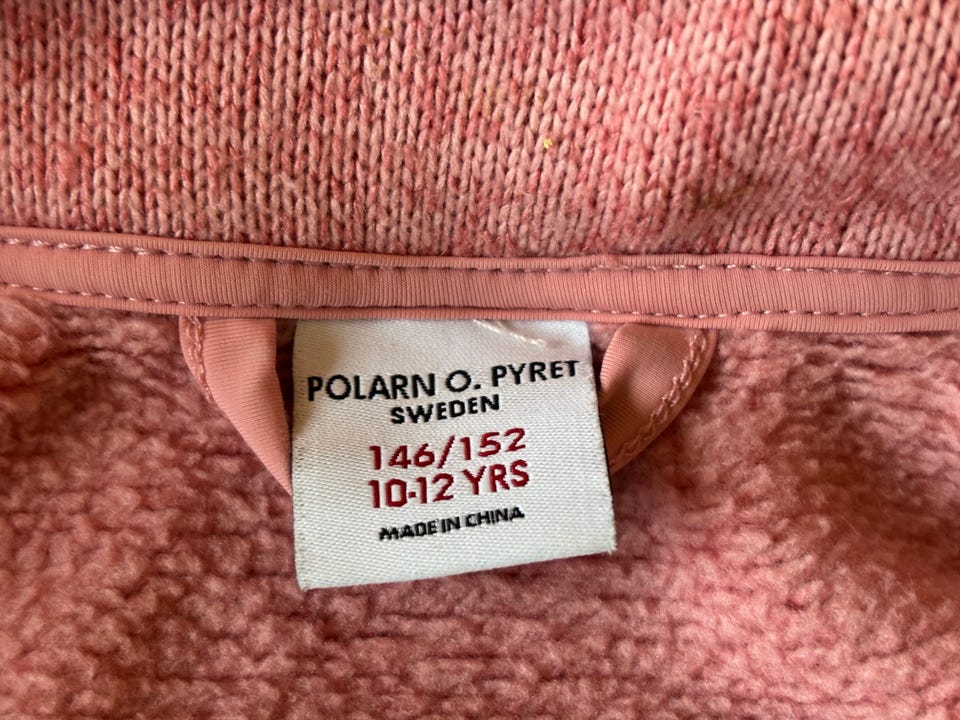 POLARN O. PYRET
SWEDEN
146/152
10-12 YRS
MADE IN CHINA